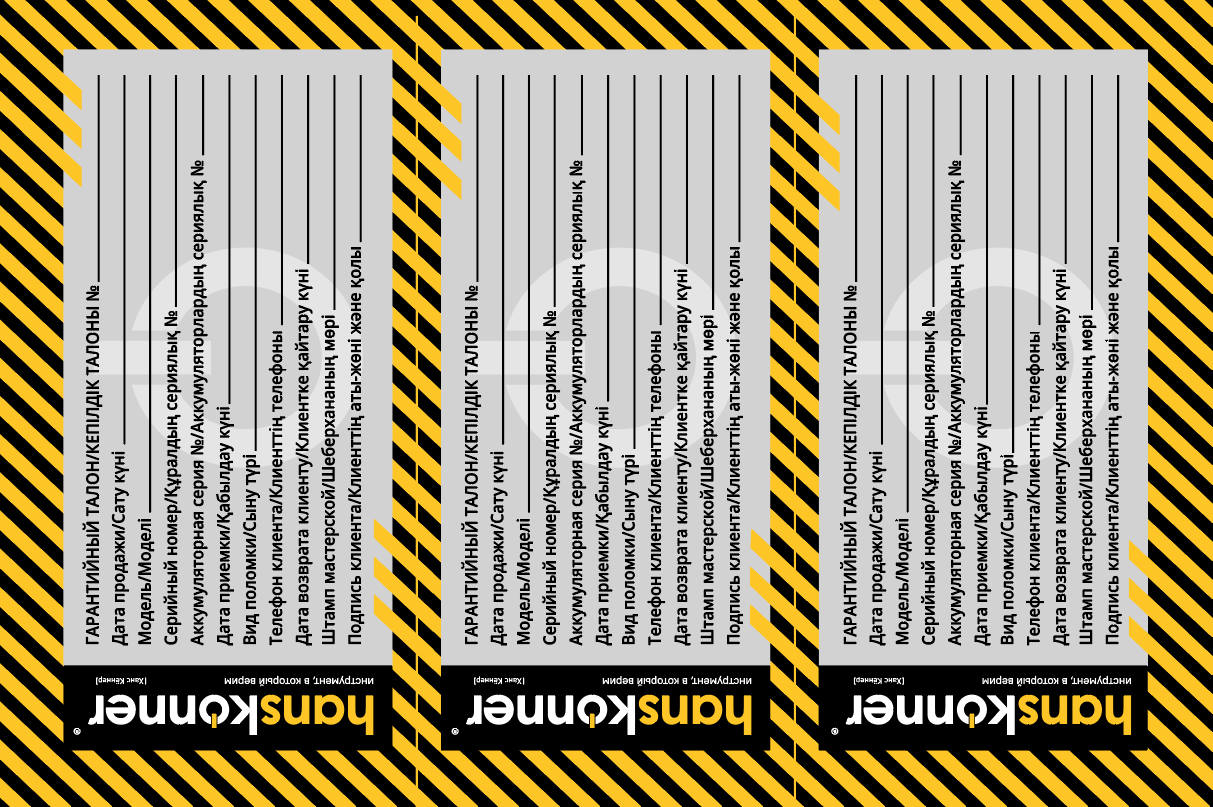 ГАРАНТИЙНЫЙ ТАЛОН/КЕПІЛДІК ТАЛОНЫ №
Дата продажи/Сату күні
Модель/Моделі
Серийный номер/Құралдың сериялық №
Аккумуляторная серия №/Аккумуляторлардың сериялық №
Дата приемки/Қабылдау күні
Вид поломки/Сыну түрі
Телефон клиента/Клиенттің телефоны
Дата возврата клиенту/Клиентке қайтару күні
Штамп мастерской/Шеберхананың мөрі
Подпись клиента/Клиенттің аты-жөні және қолы
hanskönner®
[Ханс Кённер]
ИНСТРУМЕНТ, В КОТОРЫЙ ВЕРИМ
ГАРАНТИЙНЫЙ ТАЛОН/КЕПІЛДІК ТАЛОНЫ №
Дата продажи/Сату күні
Модель/Моделі
Серийный номер/Құралдың сериялық №
Аккумуляторная серия №/Аккумуляторлардың сериялық №
Дата приемки/Қабылдау күні
Вид поломки/Сыну түрі
Телефон клиента/Клиенттің телефоны
Дата возврата клиенту/Клиентке қайтару күні
Штамп мастерской/Шеберхананың мөрі
Подпись клиента/Клиенттің аты-жөні және қолы
hanskönner®
[Ханс Кённер]
ИНСТРУМЕНТ, В КОТОРЫЙ ВЕРИМ
ГАРАНТИЙНЫЙ ТАЛОН/КЕПІЛДІК ТАЛОНЫ №
Дата продажи/Сату күні
Модель/Моделі
Серийный номер/Құралдың сериялық №
Аккумуляторная серия №/Аккумуляторлардың сериялық №
Дата приемки/Қабылдау күні
Вид поломки/Сыну түрі
Телефон клиента/Клиенттің телефоны
Дата возврата клиенту/Клиентке қайтару күні
Штамп мастерской/Шеберхананың мөрі
Подпись клиента/Клиенттің аты-жөні және қолы
hanskönner®
[Ханс Кённер]
ИНСТРУМЕНТ, В КОТОРЫЙ ВЕРИМ